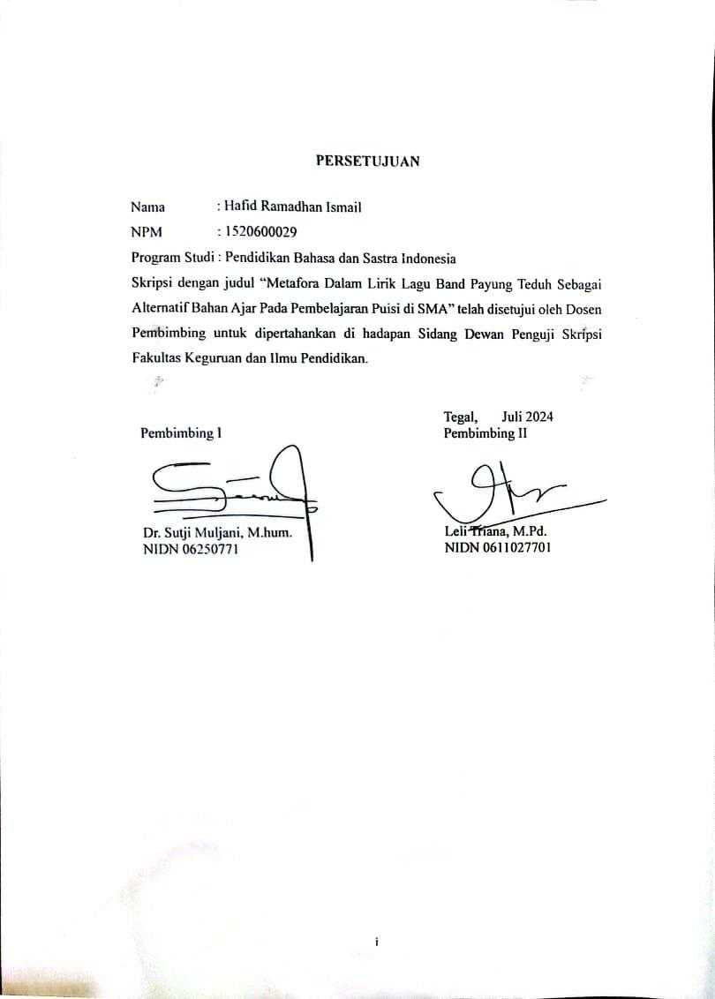 PERSETUJUAN
Nama : Hafid Ramadhan Ismail
NPM : 1520600029
Program Studi : Pendidikan Bahasa dan Sastra Indonesia
Skripsi dengan judul “Metafora Dalam Lirik Lagu Band Payung Teduh Sebagai
Alternatif Bahan Ajar Pada Pembelajaran Puisi di SMA” telah disetujui oleh Dosen
Pembimbing untuk dipertahankan di hadapan Sidang Dewan Penguji Skripsi
Fakultas Keguruan dan Ilmu Pendidikan.
Tegal, Juli 2024
Pembimbing I Pembimbing II
Dr. Sutji Muljani, M.hum. Leli Triana, M.Pd.
NIDN 06250771 NIDN 0611027701
i